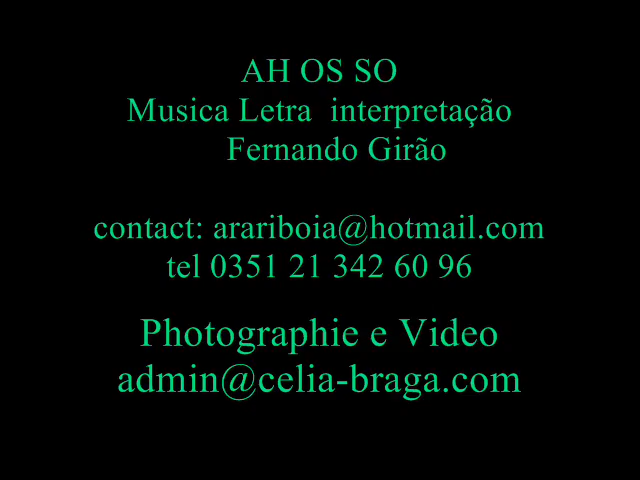 AH OS SO
Musica Letra interpretação
Fernando Girão
contact: arariboia@hotmail.com
tel 0351 21 342 60 96
Photographie e Video
admin@celia-braga.com